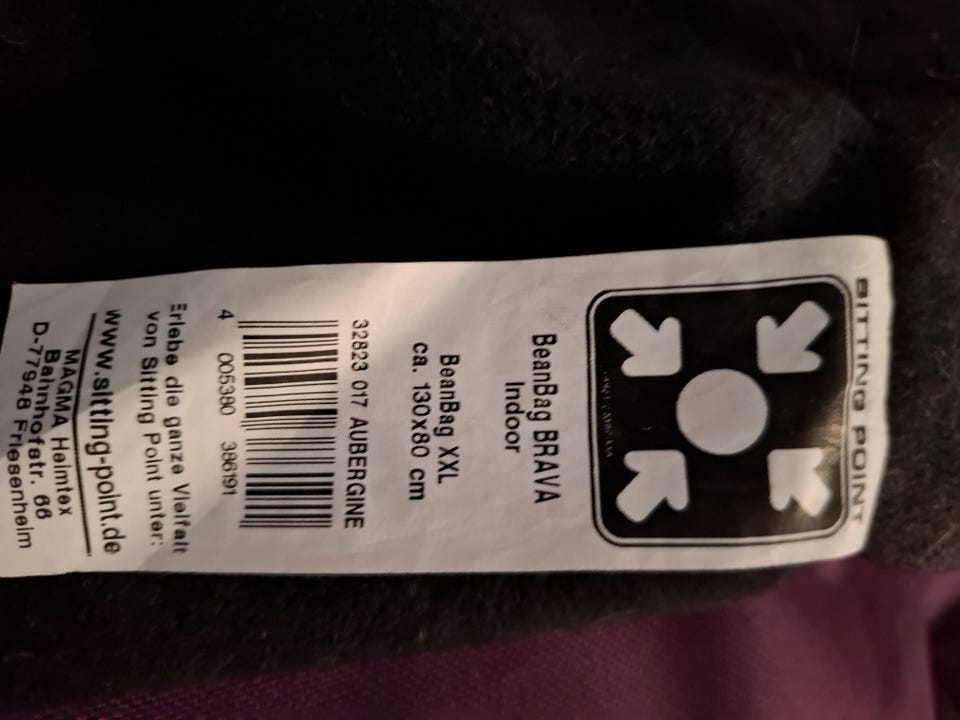 SITTING POINT
BeanBag BRAVA
Indoor
BeanBag XXL
ca. 130x80 cm
32823 017 AUBERGINE
4 005380 386191
Erlebe die ganze Vielfalt
von Sitting Point unter:
www.sitting-point.de
MAGMA Heimtex
Bahnhofstr. 66
D-77948 Friesenheim